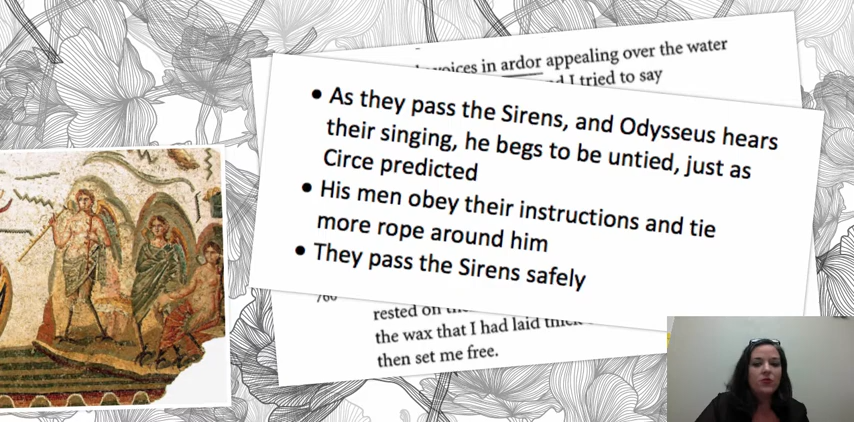 voices in ardor appealing over the water
I tried to say
• As they pass the Sirens, and Odysseus hears
their singing, he begs to be untied, just as
Circe predicted
• His men obey their instructions and tie
more rope around him
• They pass the Sirens safely
rested on
the wax that I had laid thick
then set me free.